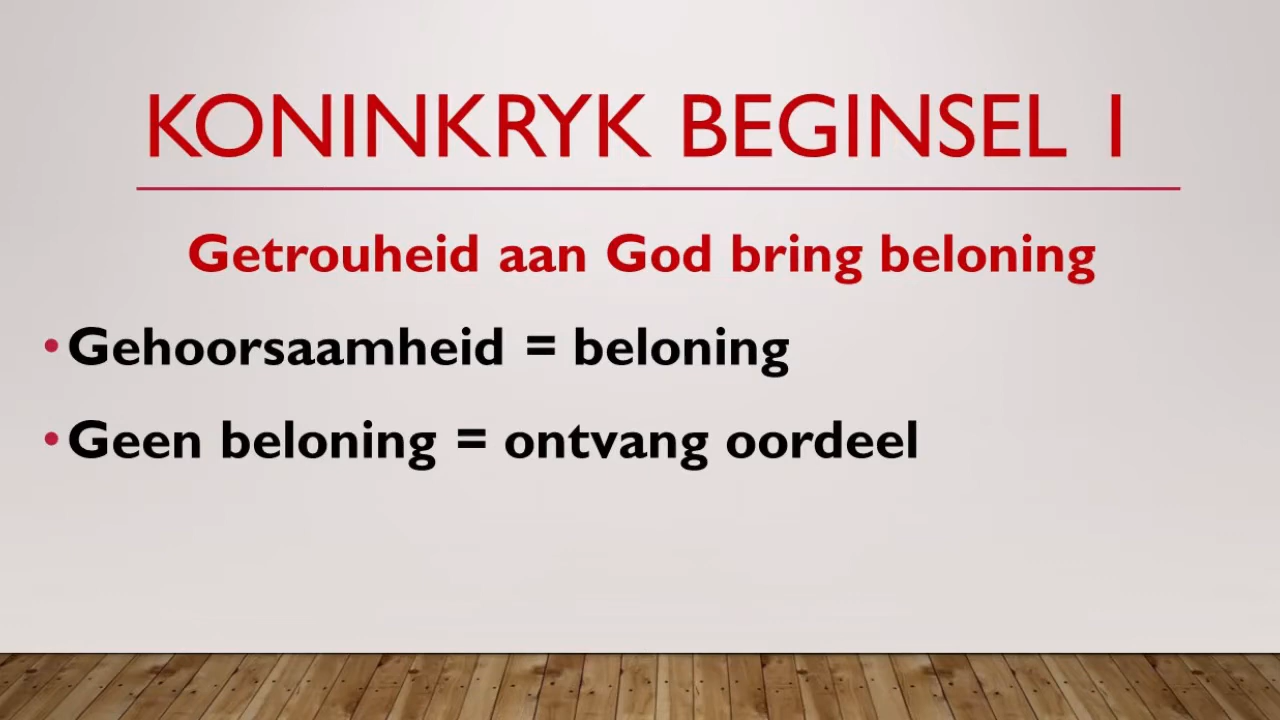 KONINKRYK BEGINSEL 1
Getrouheid aan God bring beloning
•Gehoorsaamheid = beloning
•Geen beloning = ontvang oordeel